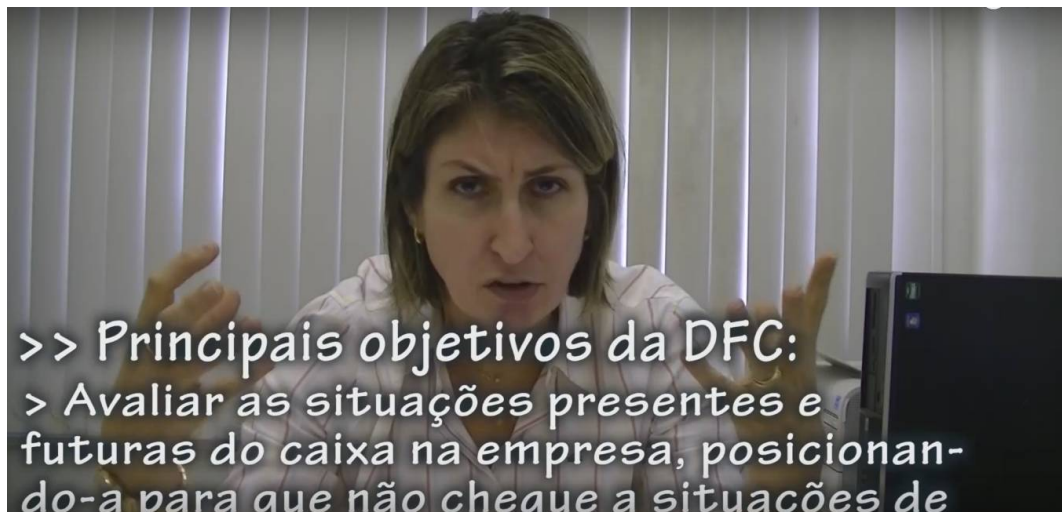 >> Principais objetivos da DFC:
> Avaliar as situações presentes e
futuras do caixa na empresa, posicionan-
do-a para que não chegue a situações de